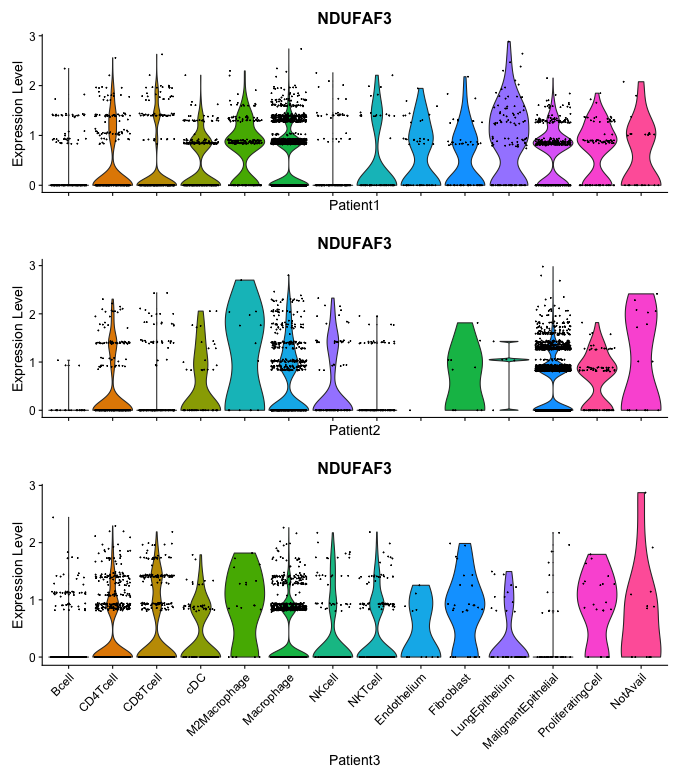 NDUFAF3
Expression Level
3
2
1
0
Patient1
NDUFAF3
Expression Level
3
2
1
0
Patient2
NDUFAF3
Expression Level
3
2
1
0
Bcell
CD4Tcell
CD8Tcell
cDC
M2Macrophage
Macrophage
NKcell
NKTcell
Endothelium
Fibroblast
LungEpithelium
MalignantEpithelial
ProliferatingCell
NotAvail
Patient3